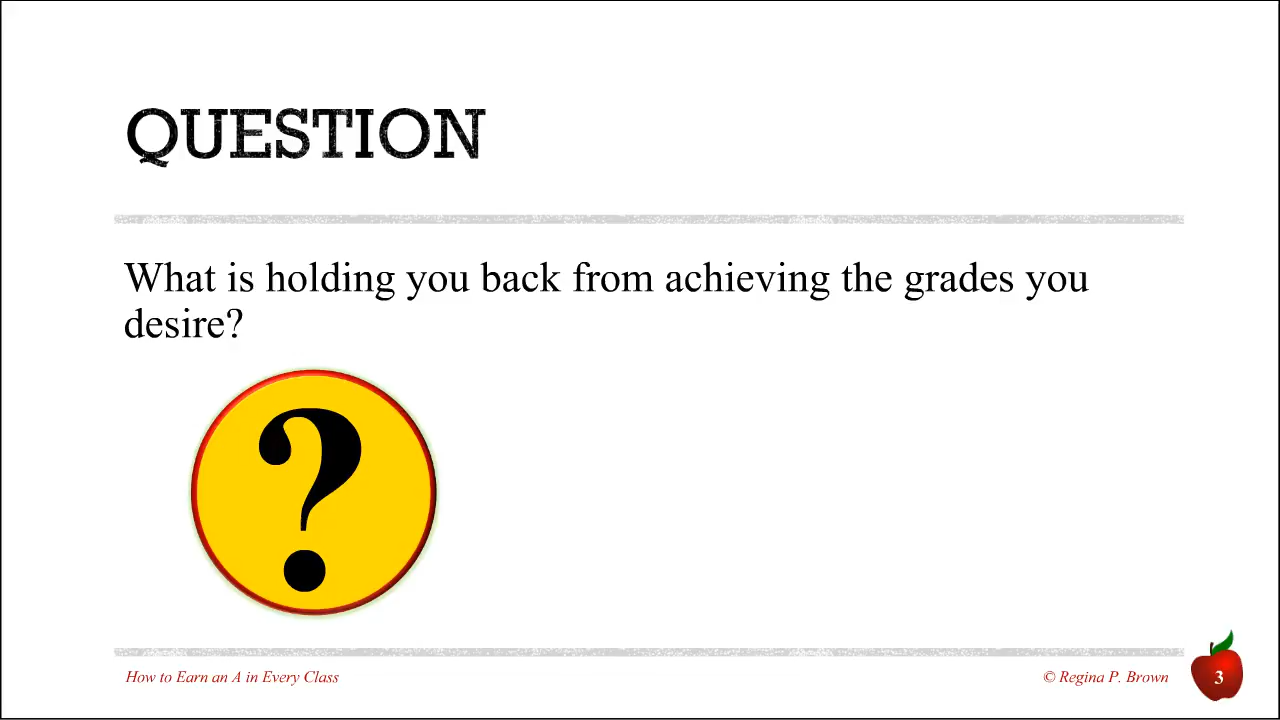 QUESTION
What is holding you back from achieving the grades you
desire?
?
How to Earn an A in Every Class
© Regina P. Brown
3